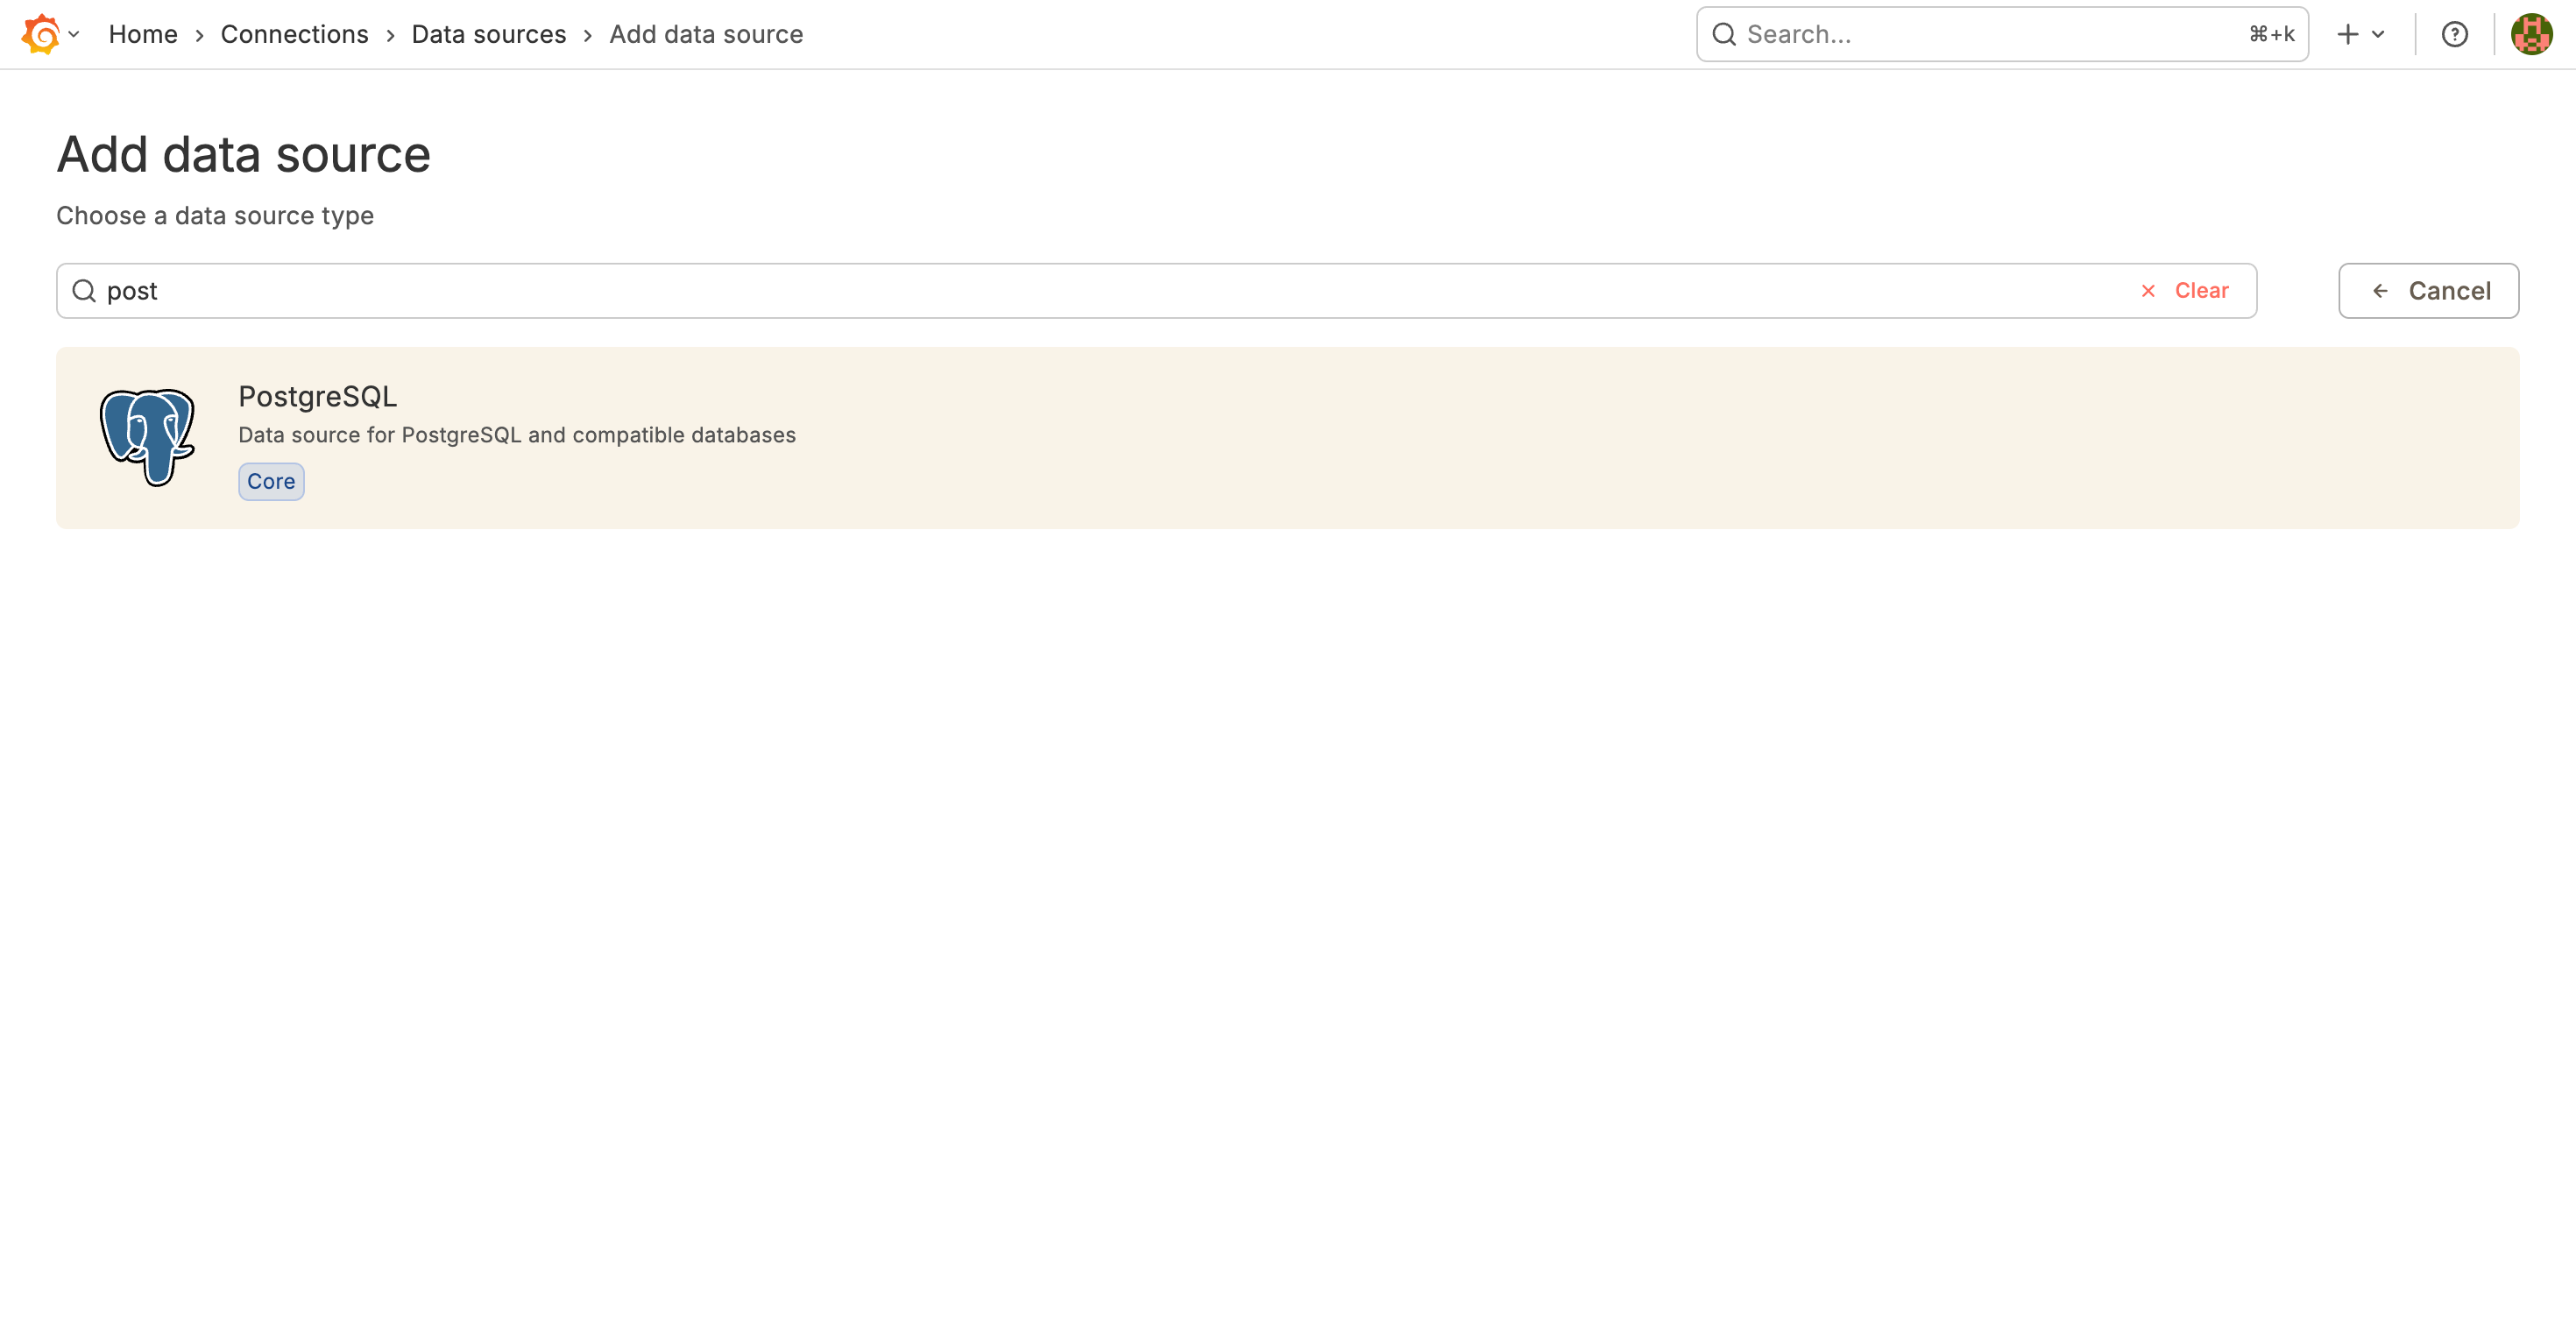 Home › Connections › Data sources › Add data source
Search... ⌘+k
Add data source
Choose a data source type
post
Clear
Cancel
PostgreSQL
Data source for PostgreSQL and compatible databases
Core